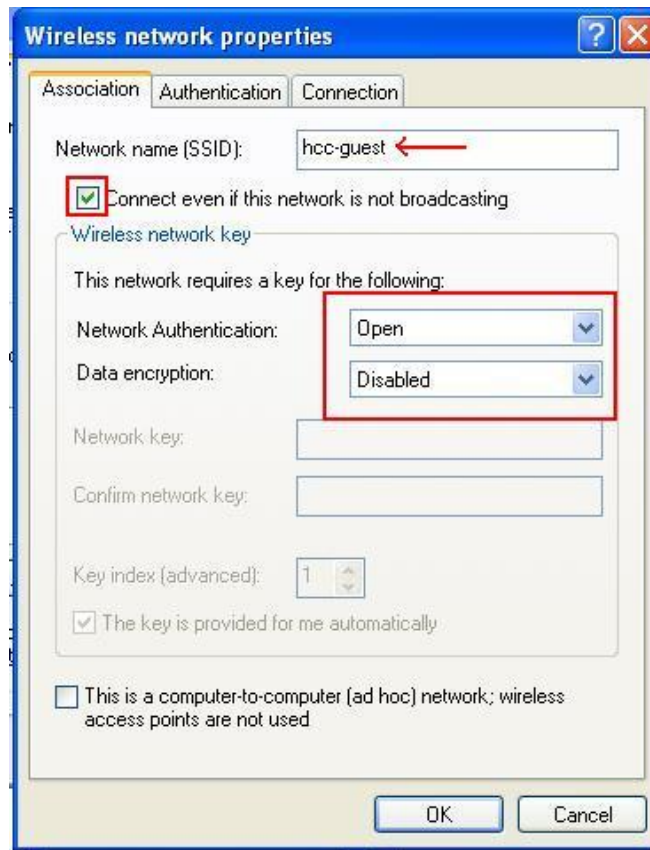 Wireless network properties
Association Authentication Connection
Network name (SSID): hcc-guest
Connect even if this network is not broadcasting
Wireless network key
This network requires a key for the following:
Network Authentication: Open
Data encryption: Disabled
Network key:
Confirm network key:
Key index (advanced): 1
The key is provided for me automatically
This is a computer-to-computer (ad hoc) network; wireless
access points are not used
OK Cancel